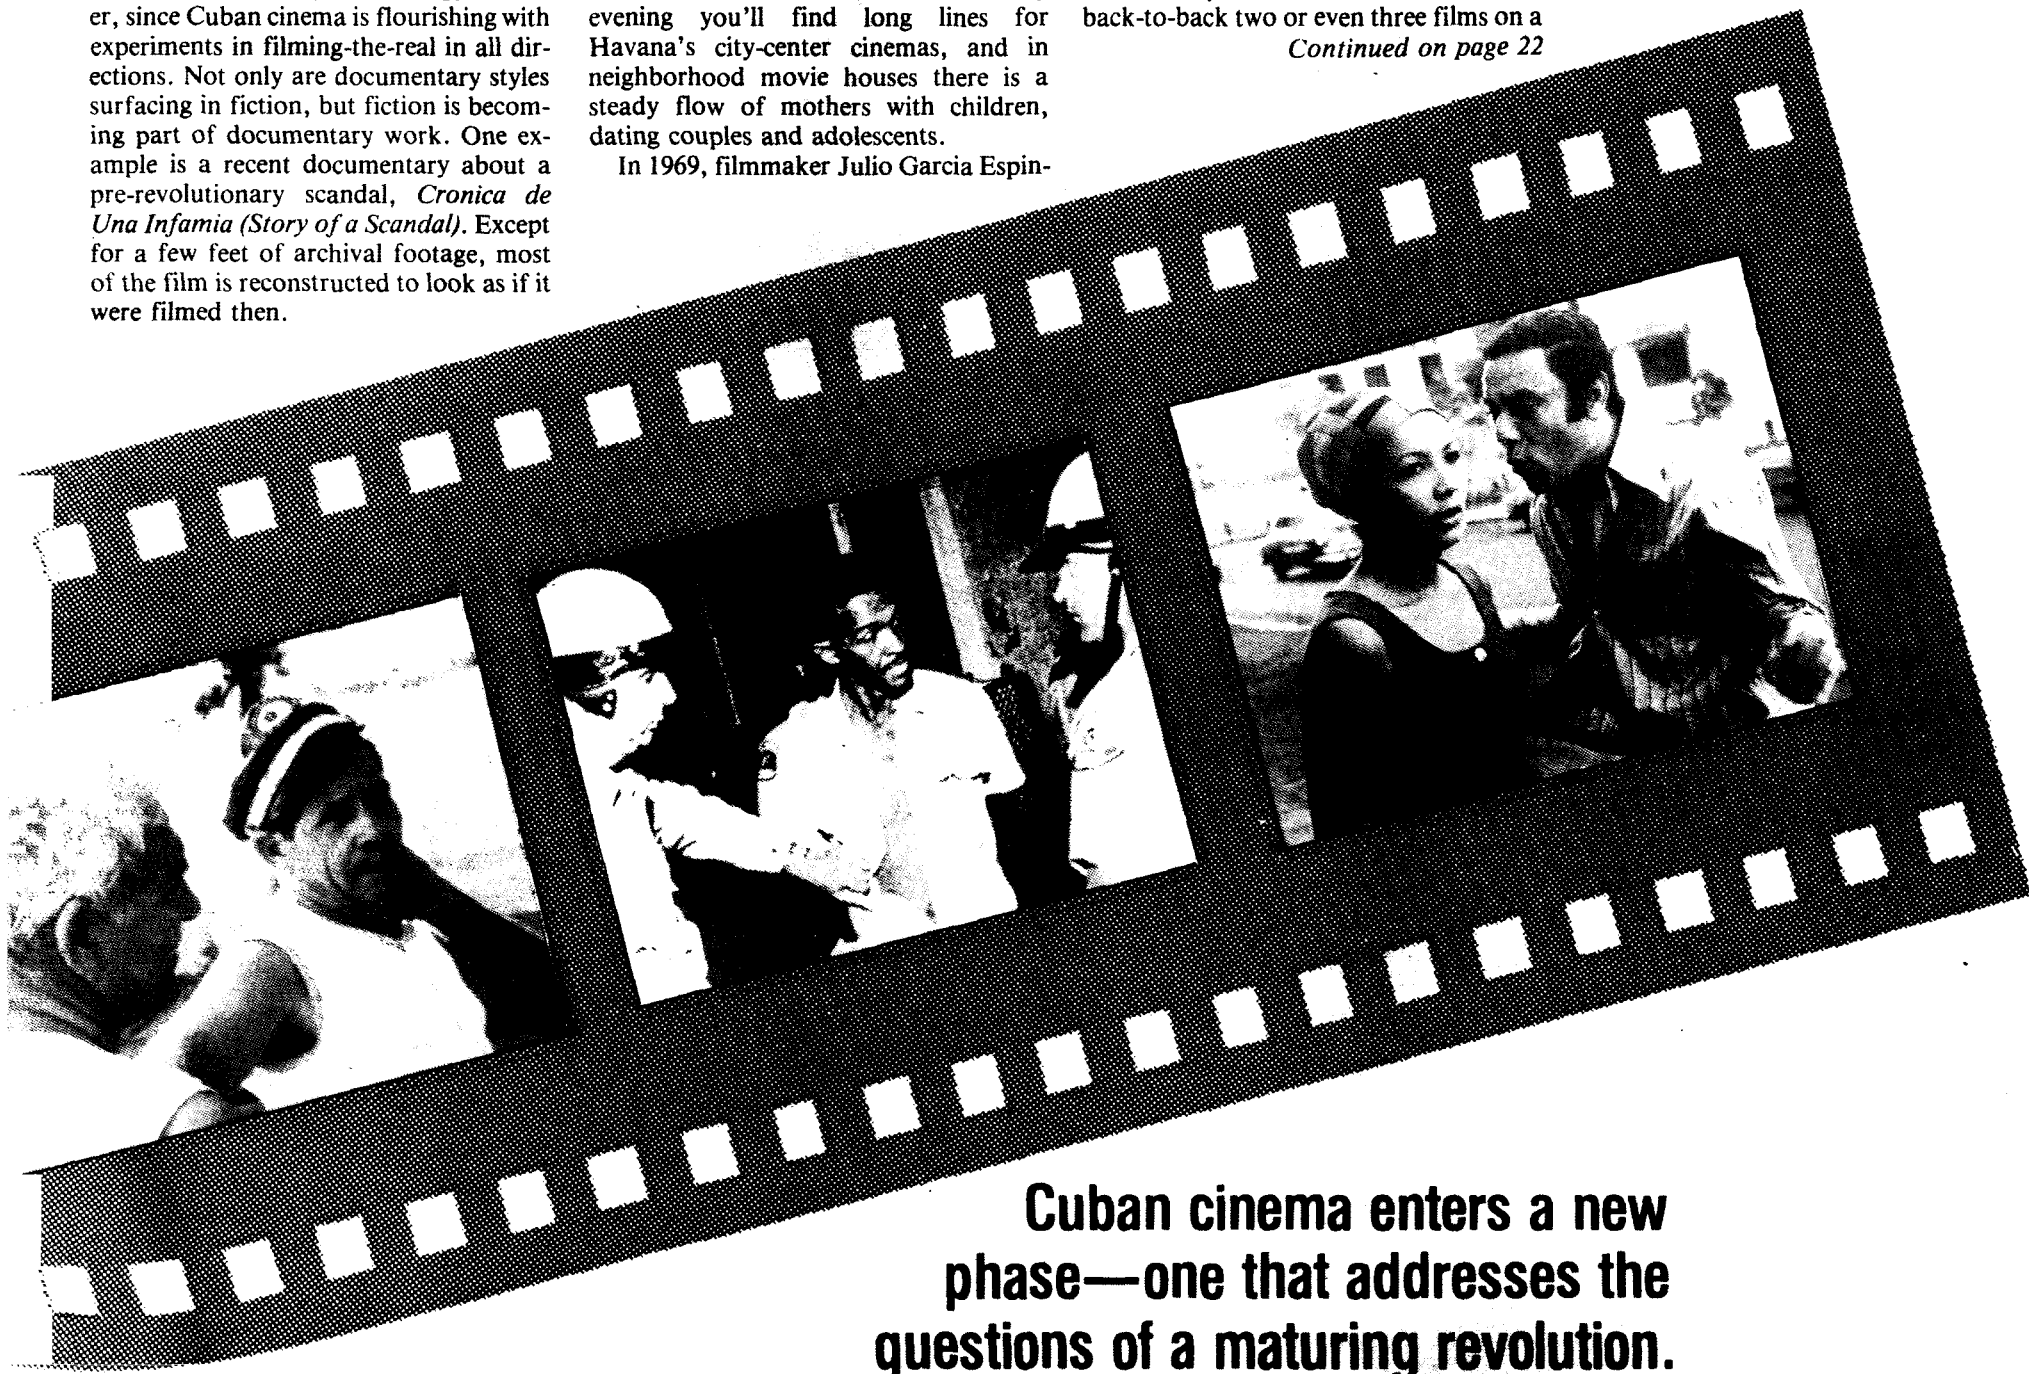 er, since Cuban cinema is flourishing with
experiments in filming-the-real in all dir-
ections. Not only are documentary styles
surfacing in fiction, but fiction is becom-
ing part of documentary work. One ex-
ample is a recent documentary about a
pre-revolutionary scandal, Cronica de
Una Infamia (Story of a Scandal). Except
for a few feet of archival footage, most
of the film is reconstructed to look as if it
were filmed then.
evening you'll find long lines for
Havana's city-center cinemas, and in
neighborhood movie houses there is a
steady flow of mothers with children,
dating couples and adolescents.
In 1969, filmmaker Julio Garcia Espin-
back-to-back two or even three films on a
Continued on page 22
Cuban cinema enters a new
phase—one that addresses the
questions of a maturing revolution.